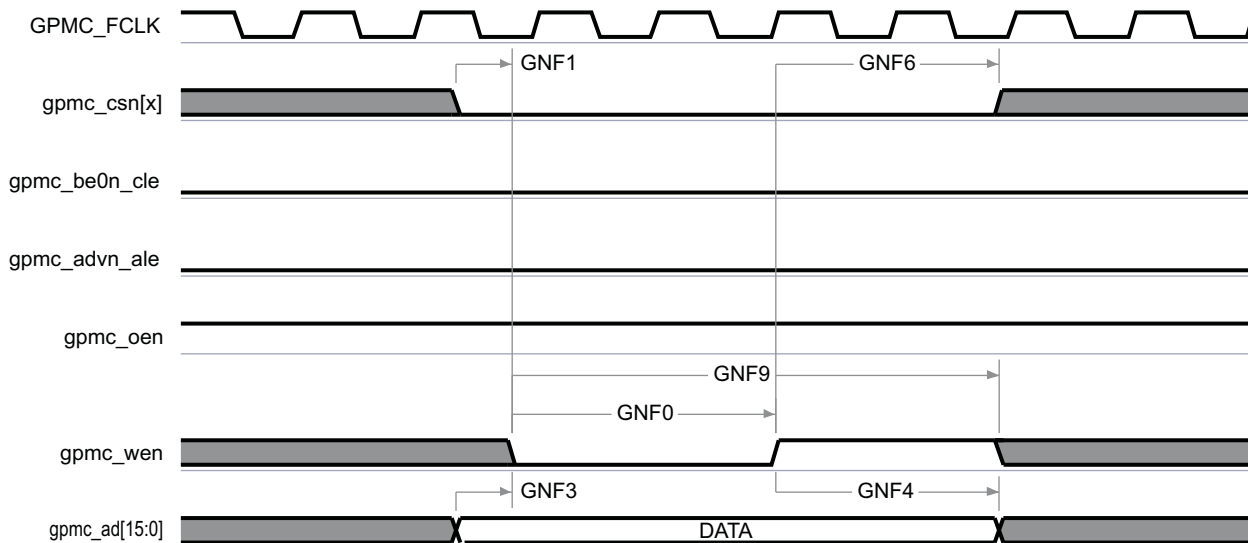 GPMC_FCLK
GNF1
GNF6
gpmc_csn[x]
gpmc_be0n_cle
gpmc_advn_ale
gpmc_oen
GNF9
GNF0
gpmc_wen
GNF3
GNF4
gpmc_ad[15:0]
DATA